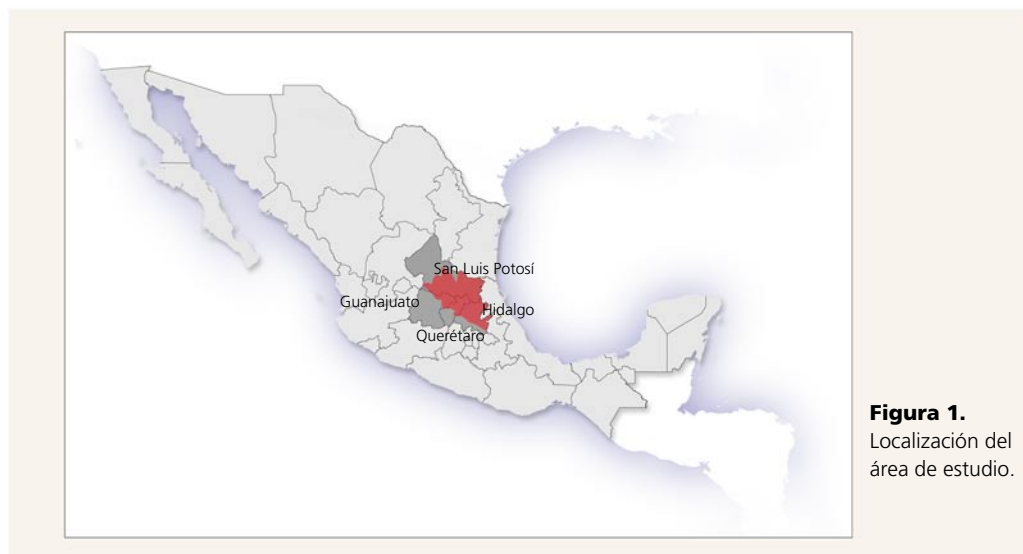 San Luis Potosí
Guanajuato
Hidalgo
Querétaro
Figura 1.
Localización del
área de estudio.